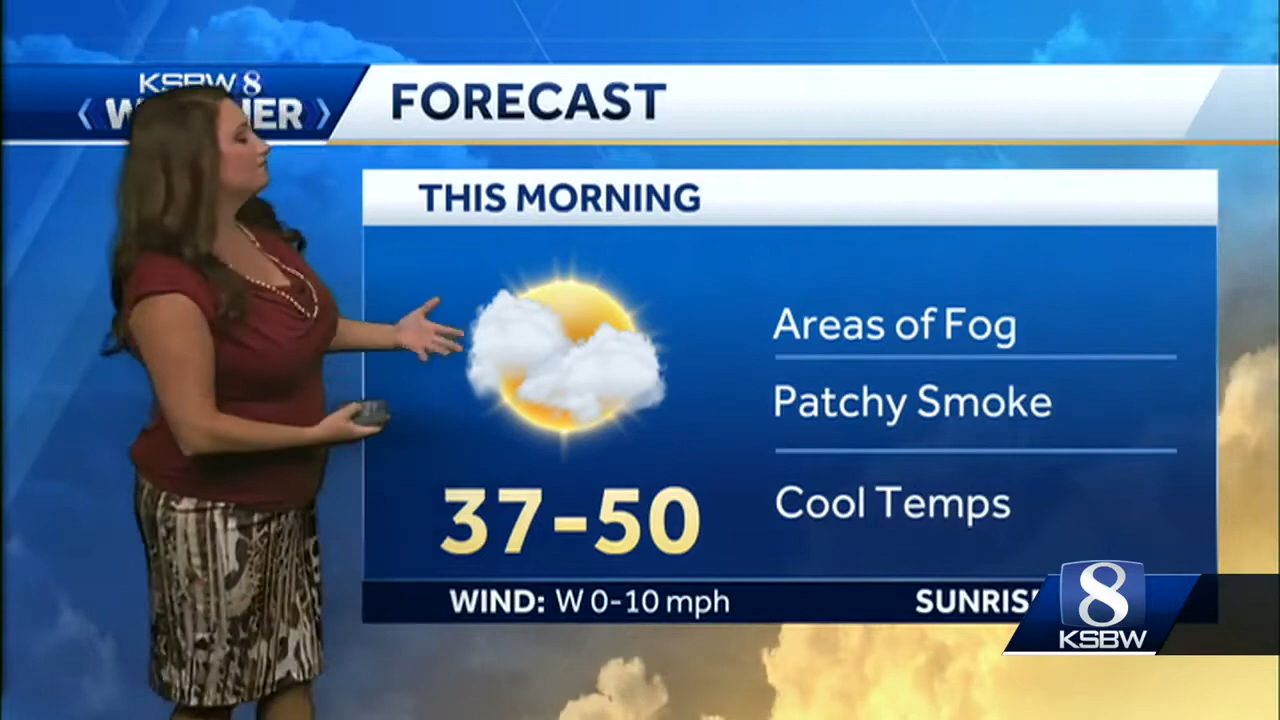 KSBW 8
FORECAST
THIS MORNING
Areas of Fog
Patchy Smoke
37-50
Cool Temps
WIND: W 0-10 mph
8
KSBW